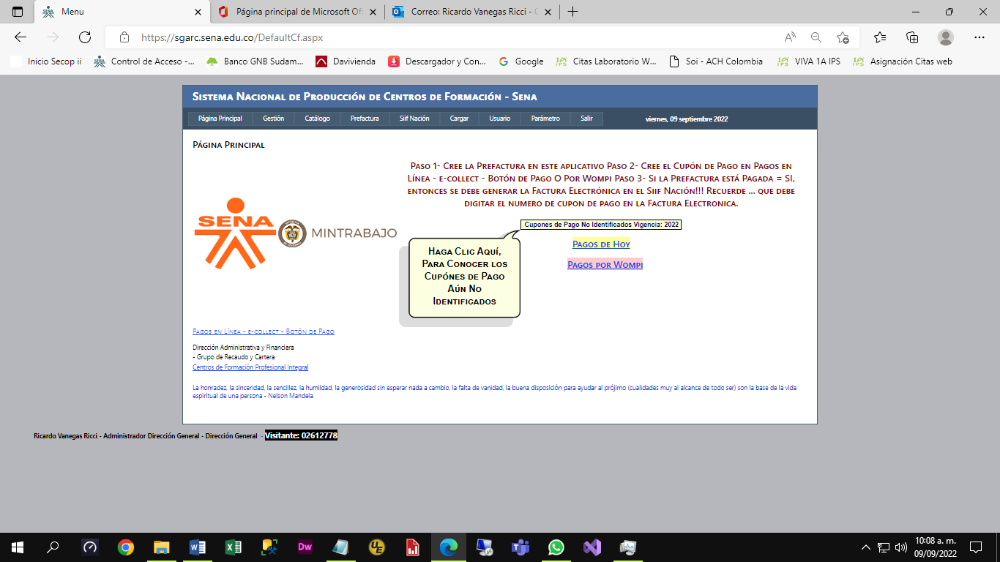 Menu
Página principal de Microsoft Off
Correo: Ricardo Vanegas Ricci - O
https://sgarc.sena.edu.co/DefaultCf.aspx
Inicio Secop ii
Control de Acceso -...
Banco GNB Sudam...
Davivienda
Descargador y Con...
Google
Citas Laboratorio W...
Soi - ACH Colombia
VIVA 1A IPS
Asignación Citas web
Sistema Nacional de Producción de Centros de Formación - Sena
Página Principal
Gestión
Catálogo
Prefactura
Siif Nación
Cargar
Usuario
Parámetro
Salir
viernes, 09 septiembre 2022
Página Principal
Paso 1- Cree la Prefactura en este aplicativo Paso 2- Cree el Cupón de Pago en Pagos en
Línea - e-collect - Botón de Pago O Por Wompi Paso 3- Si la Prefactura está Pagada = SI,
entonces se debe generar la Factura Electrónica en el Siif Nación!!! Recuerde ... que debe
digitar el numero de cupon de pago en la Factura Electronica.
SENA
MINTRABAJO
Cupones de Pago No Identificados Vigencia: 2022
Pagos de Hoy
Pagos por Wompi
Haga Clic Aquí,
Para Conocer los
Cupónes de Pago
Aún No
Identificados
Pagos en Línea - e-collect - Botón de Pago
Dirección Administrativa y Financiera
- Grupo de Recaudo y Cartera
Centros de Formación Profesional Integral
La honradez, la sinceridad, la sencillez, la humildad, la generosidad sin esperar nada a cambio, la falta de vanidad, la buena disposición para ayudar al prójimo (cualidades muy al alcance de todo ser) son la base de la vida
espiritual de una persona - Nelson Mandela
Ricardo Vanegas Ricci - Administrador Dirección General - Dirección General - Visitante: 02612778
Dw
10:08 a. m.
09/09/2022